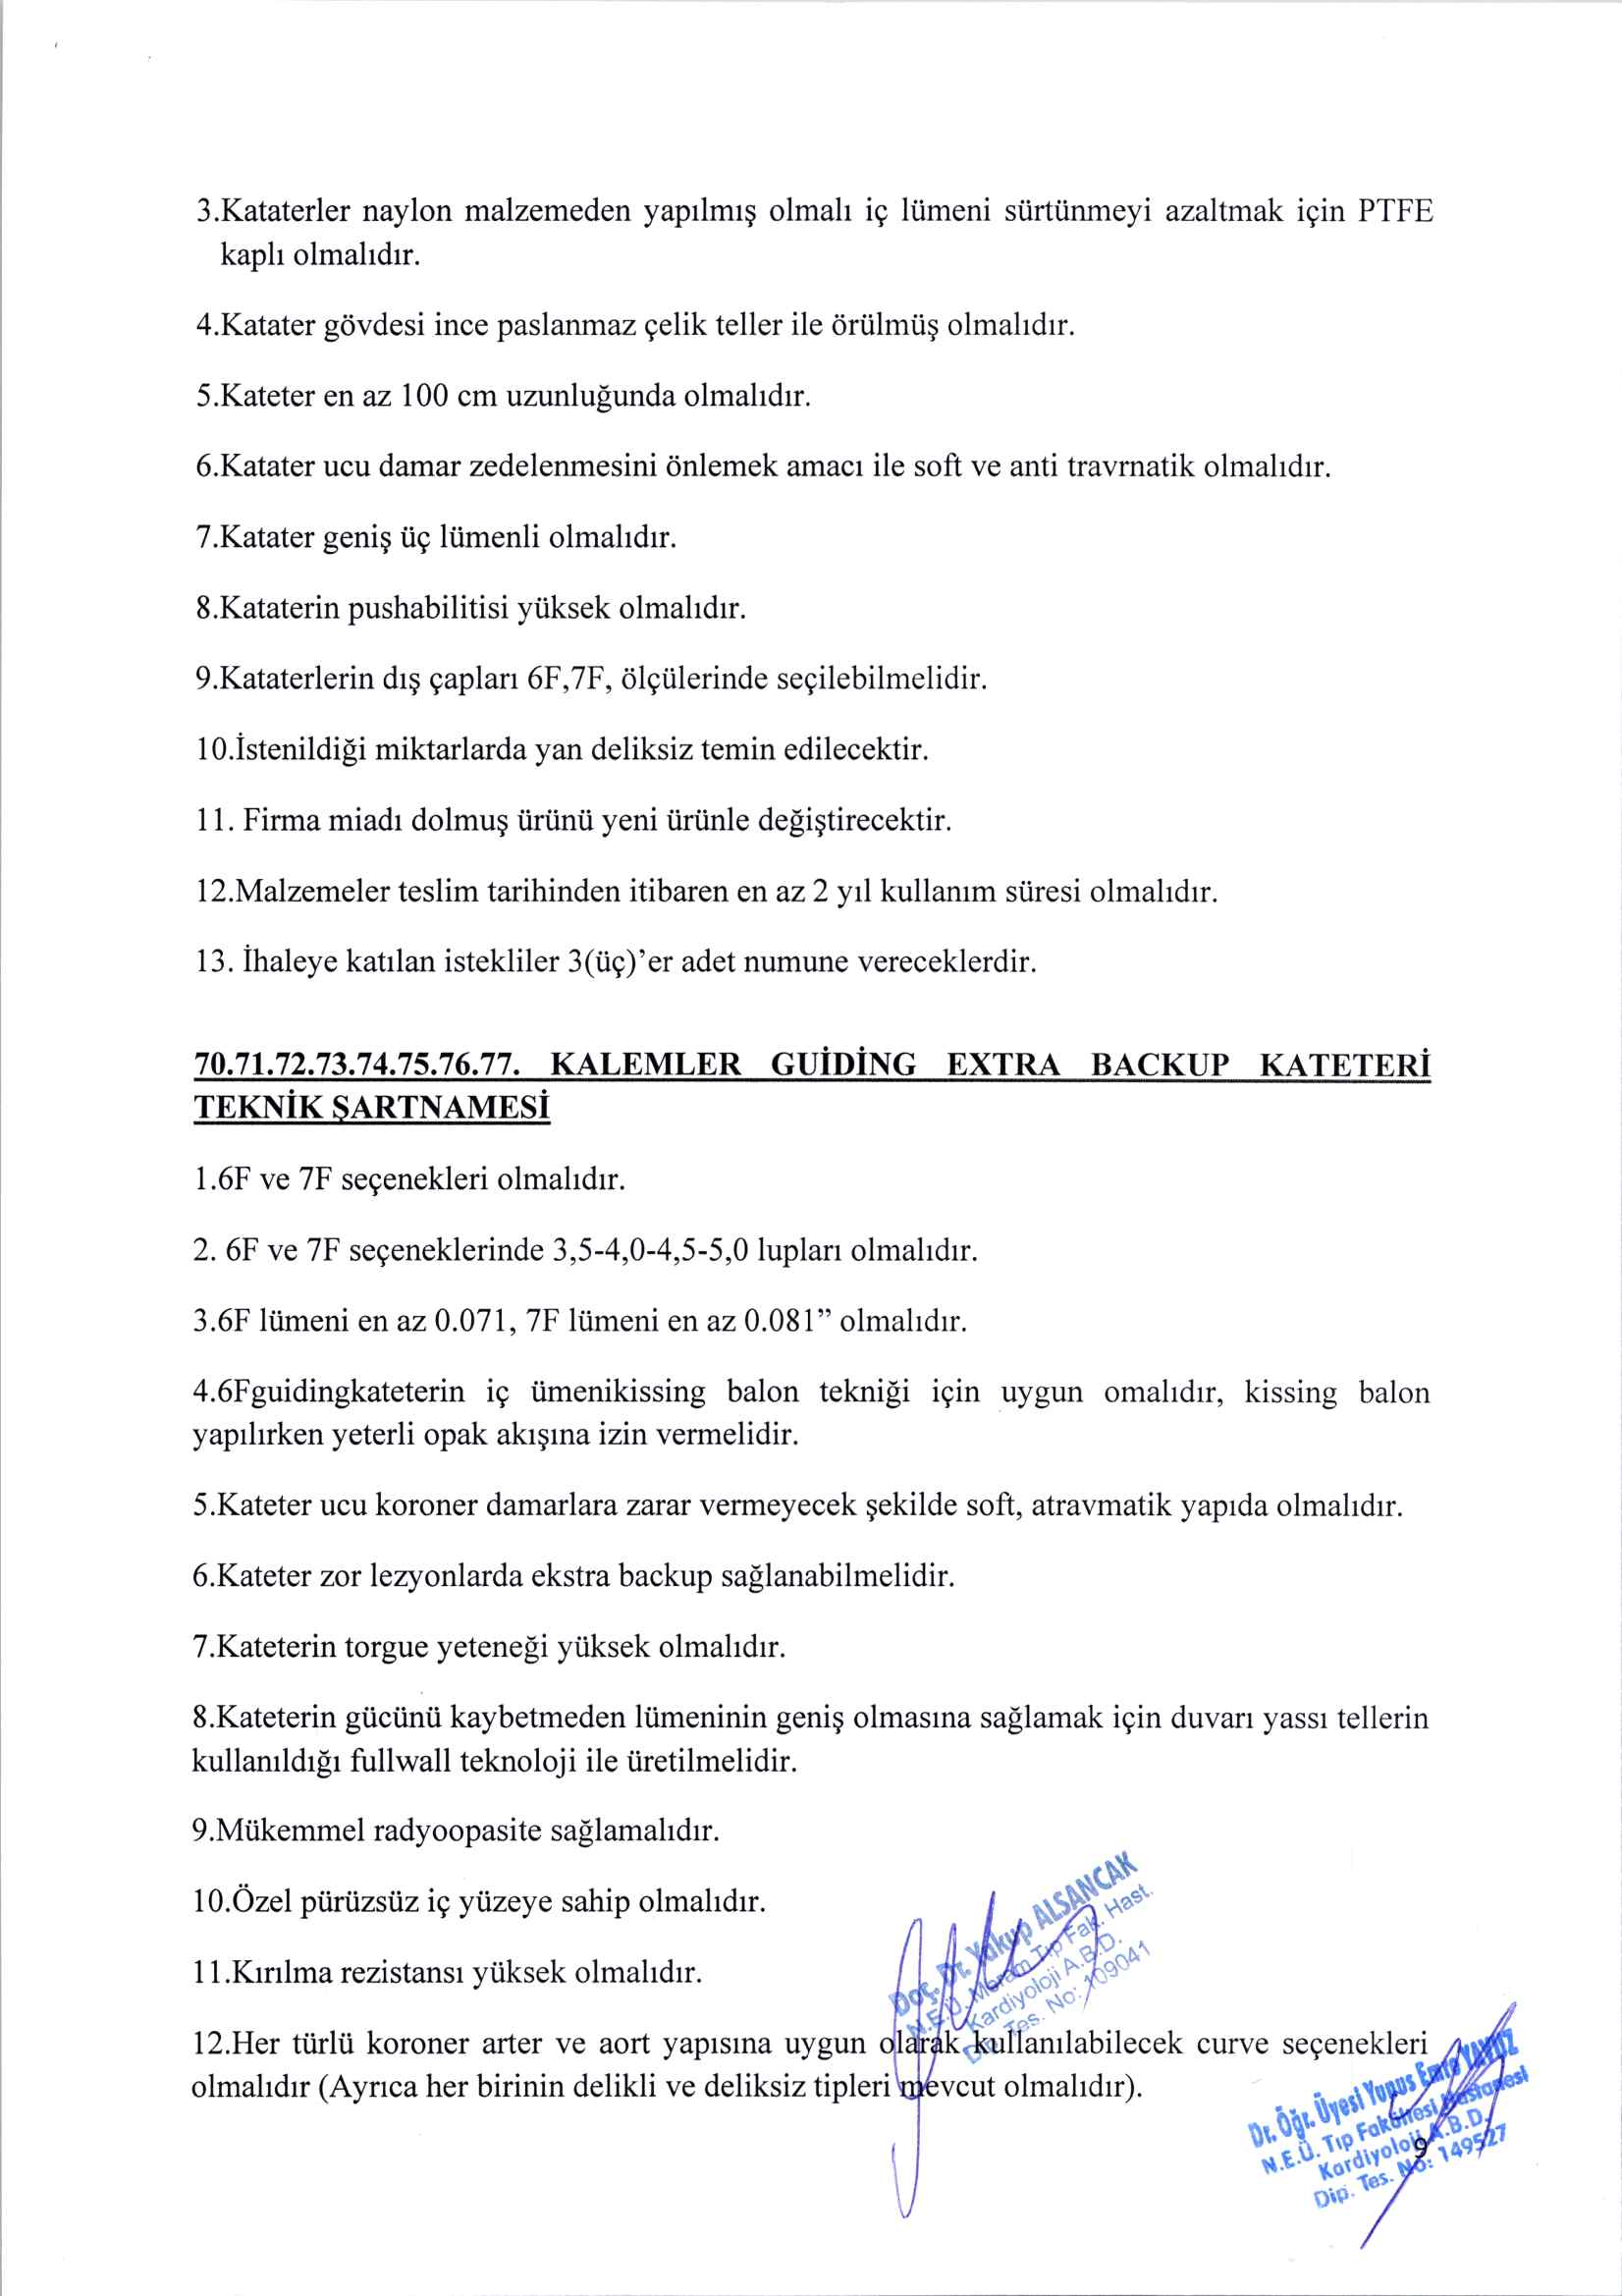 3.Kataterler naylon malzemeden yapılmış olmalı iç lümeni sürtünmeyi azaltmak için PTFE
kaplı olmalıdır.
4.Katater gövdesi ince paslanmaz çelik teller ile örülmüş olmalıdır.
5.Kateter en az 100 cm uzunluğunda olmalıdır.
6.Katater ucu damar zedelenmesini önlemek amacı ile soft ve anti travrnatik olmalıdır.
7.Katater geniş üç lümenli olmalıdır.
8.Kataterin pushabilitisi yüksek olmalıdır.
9.Kataterlerin dış çapları 6F,7F, ölçülerinde seçilebilmelidir.
10.İstenildiği miktarlarda yan deliksiz temin edilecektir.
11. Firma miadı dolmuş ürünü yeni ürünle değiştirecektir.
12.Malzemeler teslim tarihinden itibaren en az 2 yıl kullanım süresi olmalıdır.
13. İhaleye katılan istekliler 3(üç)’er adet numune vereceklerdir.
70.71.72.73.74.75.76.77. KALEMLER GUİDİNG EXTRA BACKUP KATETERİ
TEKNİK ŞARTNAMESİ
1.6F ve 7F seçenekleri olmalıdır.
2. 6F ve 7F seçeneklerinde 3,5-4,0-4,5-5,0 lupları olmalıdır.
3.6F lümeni en az 0.071, 7F lümeni en az 0.081” olmalıdır.
4.6Fguidingkateterin iç ümenikissing balon tekniği için uygun omalıdır, kissing balon
yapılırken yeterli opak akışına izin vermelidir.
5.Kateter ucu koroner damarlara zarar vermeyecek şekilde soft, atravmatik yapıda olmalıdır.
6.Kateter zor lezyonlarda ekstra backup sağlanabilmelidir.
7.Kateterin torgue yeteneği yüksek olmalıdır.
8.Kateterin gücünü kaybetmeden lümeninin geniş olmasına sağlamak için duvarı yassı tellerin
kullanıldığı fullwall teknoloji ile üretilmelidir.
9.Mükemmel radyoopasite sağlamalıdır.
10.Özel pürüzsüz iç yüzeye sahip olmalıdır.
11.Kırılma rezistansı yüksek olmalıdır.
Doç. Dr. Yakup ALSANCAK
N.E.Ü. Meram Tıp Fak. Hast.
Kardiyoloji A.B.D.
Dip. Tes. No: 109041
12.Her türlü koroner arter ve aort yapısına uygun olarak kullanılabilecek curve seçenekleri
olmalıdır (Ayrıca her birinin delikli ve deliksiz tipleri mevcut olmalıdır).
Dr. Öğr. Üyesi Yunus Emre YAVUZ
N.E.Ü. Tıp Fakültesi Hastanesi
Kardiyoloji A.B.D.
Dip. Tes. No: 149527
9